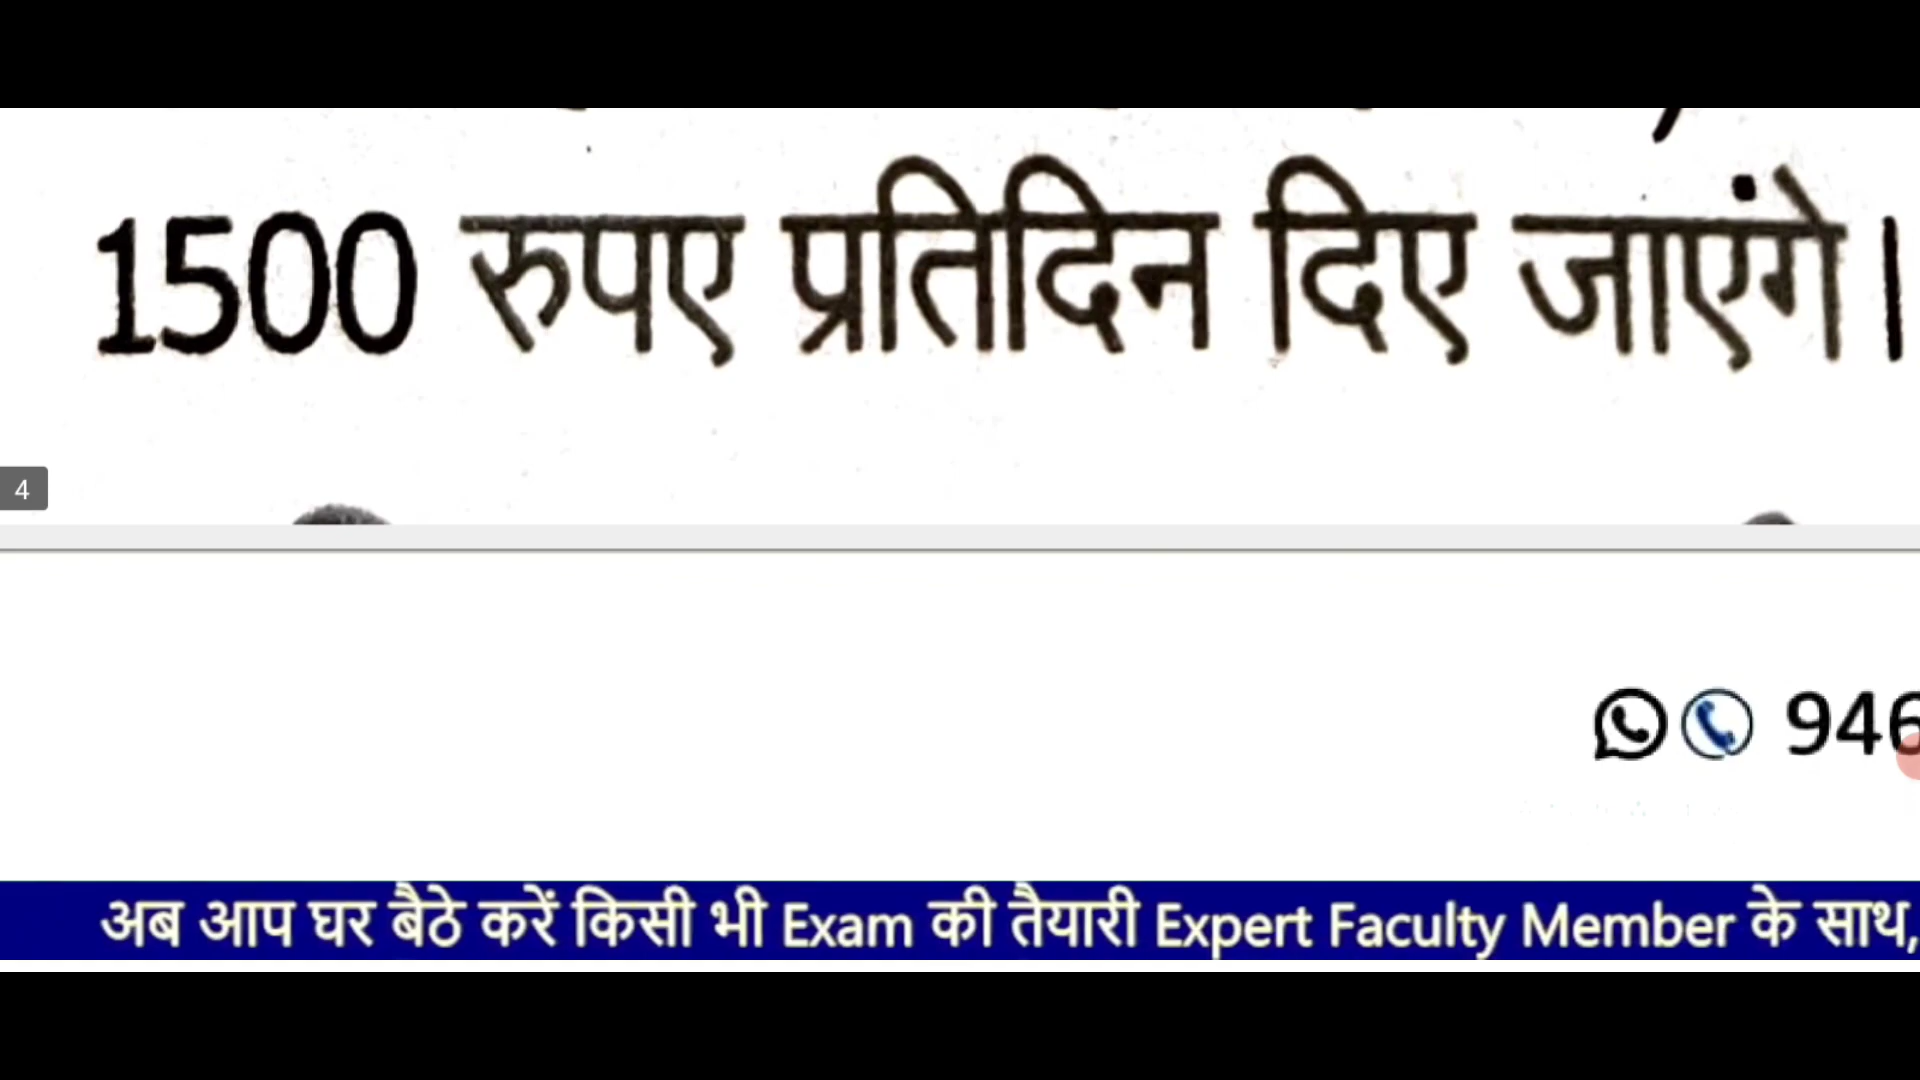 1500 रुपए प्रतिदिन दिए जाएंगे।
4
946
अब आप घर बैठे करें किसी भी Exam की तैयारी Expert Faculty Member के साथ,